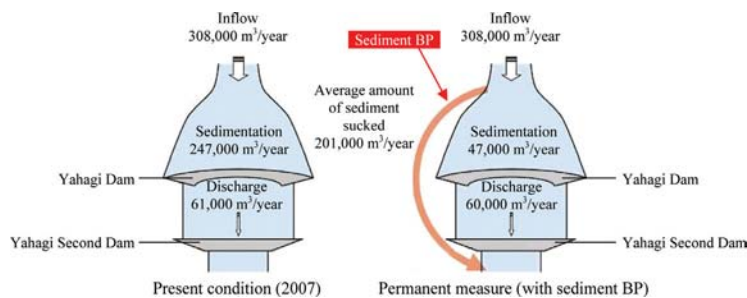 Inflow
308,000 m³/year
Sedimentation
247,000 m³/year
Yahagi Dam
Discharge
61,000 m³/year
Yahagi Second Dam
Present condition (2007)
Sediment BP
Average amount
of sediment
sucked
201,000 m³/year
Inflow
308,000 m³/year
Sedimentation
47,000 m³/year
Yahagi Dam
Discharge
60,000 m³/year
Yahagi Second Dam
Permanent measure (with sediment BP)